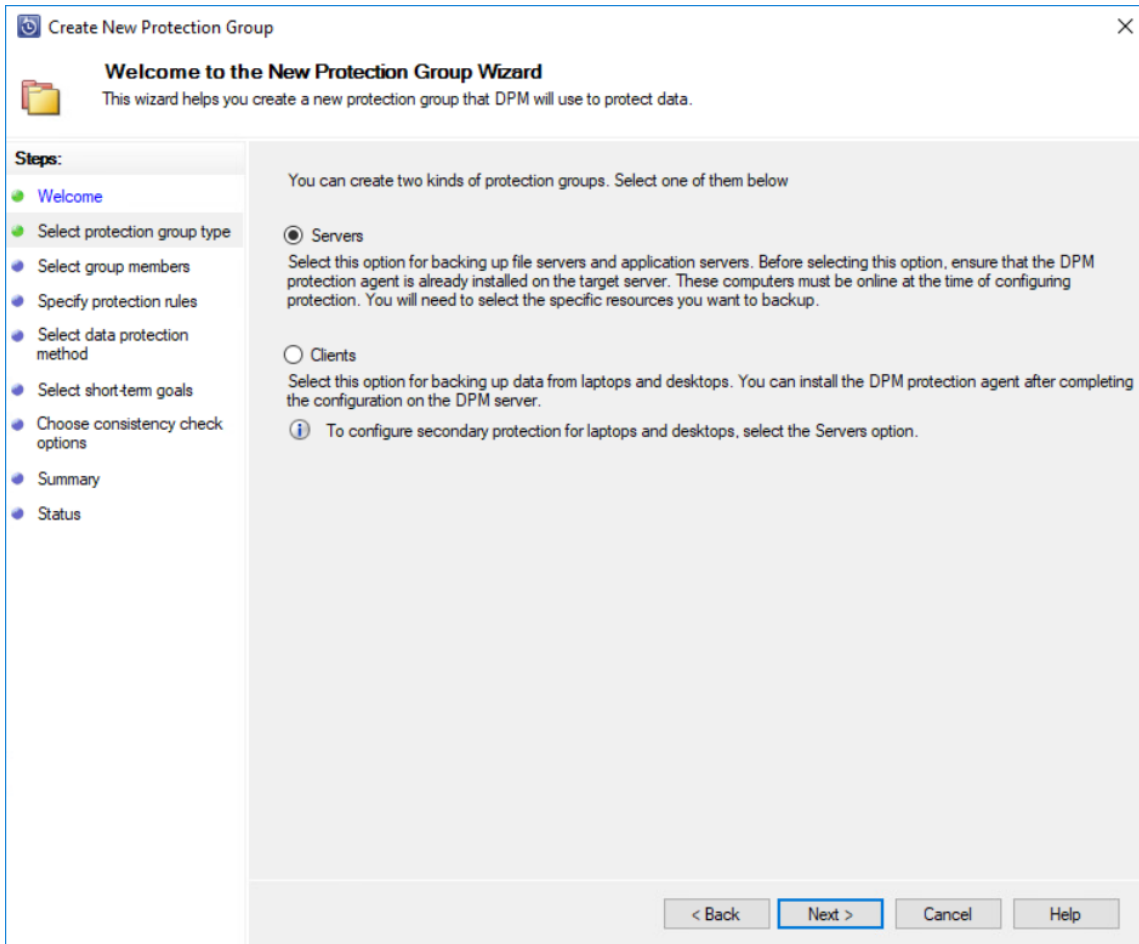 Create New Protection Group
Welcome to the New Protection Group Wizard
This wizard helps you create a new protection group that DPM will use to protect data.
Steps:
Welcome
Select protection group type
Select group members
Specify protection rules
Select data protection
method
Select short-term goals
Choose consistency check
options
Summary
Status
You can create two kinds of protection groups. Select one of them below
Servers
Select this option for backing up file servers and application servers. Before selecting this option, ensure that the DPM
protection agent is already installed on the target server. These computers must be online at the time of configuring
protection. You will need to select the specific resources you want to backup.
Clients
Select this option for backing up data from laptops and desktops. You can install the DPM protection agent after completing
the configuration on the DPM server.
To configure secondary protection for laptops and desktops, select the Servers option.
< Back
Next >
Cancel
Help